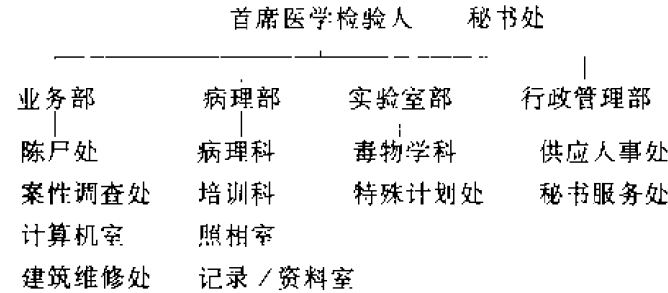 首席医学检验人 秘书处
业务部 病理部 实验室部 行政管理部
陈尸处 病理科 毒物学科 供应人事处
案性调查处 培训科 特殊计划处 秘书服务处
计算机室 照相室
建筑维修处 记录/资料室